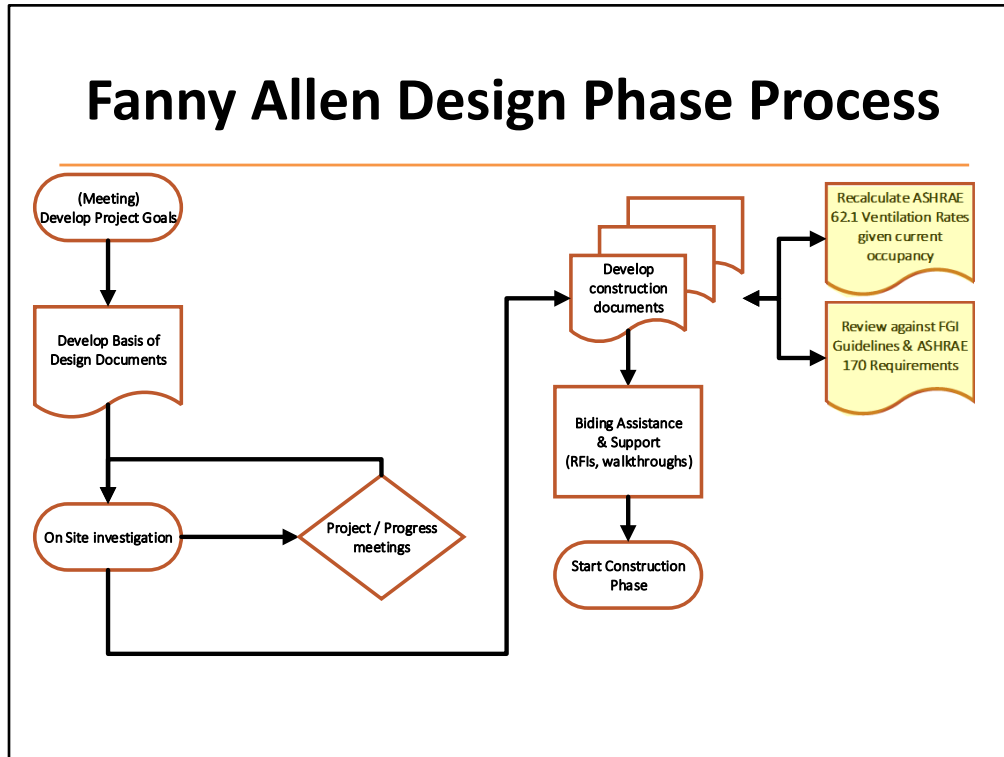 Fanny Allen Design Phase Process
(Meeting)
Develop Project Goals
Develop Basis of
Design Documents
On Site investigation
Project / Progress
meetings
Develop
construction
documents
Biding Assistance
& Support
(RFIs, walkthroughs)
Start Construction
Phase
Recalculate ASHRAE
62.1 Ventilation Rates
given current
occupancy
Review against FGI
Guidelines & ASHRAE
170 Requirements